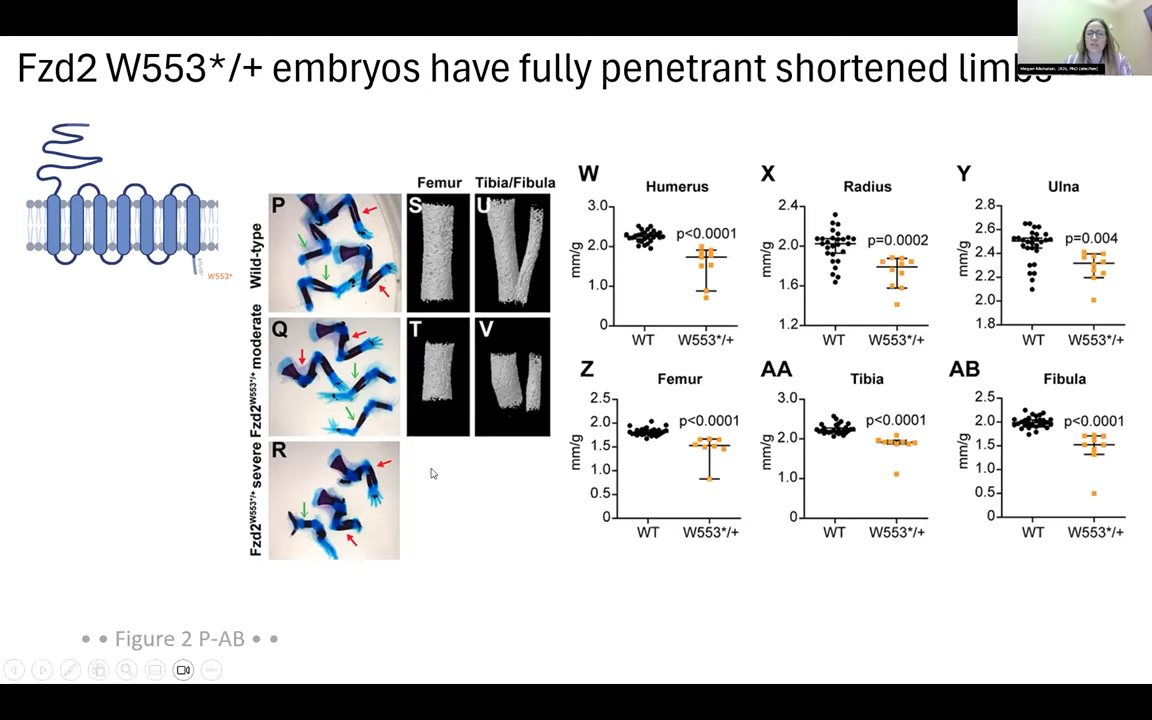 Fzd2 W553*/+ embryos have fully penetrant shortened limbs
Megan Michalski, DDS, PhD (she/her)
W553*
Femur
Tibia/Fibula
Wild-type
P
S
U
Fzd2W553*/+ moderate
Q
T
V
Fzd2W553*/+ severe
R
W
Humerus
mm/g
3.0
2.0
1.0
0
p<0.0001
WT
W553*/+
X
Radius
mm/g
2.4
2.0
1.6
1.2
p=0.0002
WT
W553*/+
Y
Ulna
mm/g
2.8
2.6
2.4
2.2
2.0
1.8
p=0.004
WT
W553*/+
Z
Femur
mm/g
2.5
2.0
1.5
1.0
0.5
0
p<0.0001
WT
W553*/+
AA
Tibia
mm/g
3.0
2.0
1.0
0
p<0.0001
WT
W553*/+
AB
Fibula
mm/g
2.5
2.0
1.5
1.0
0.5
0
p<0.0001
WT
W553*/+
• • Figure 2 P-AB • •